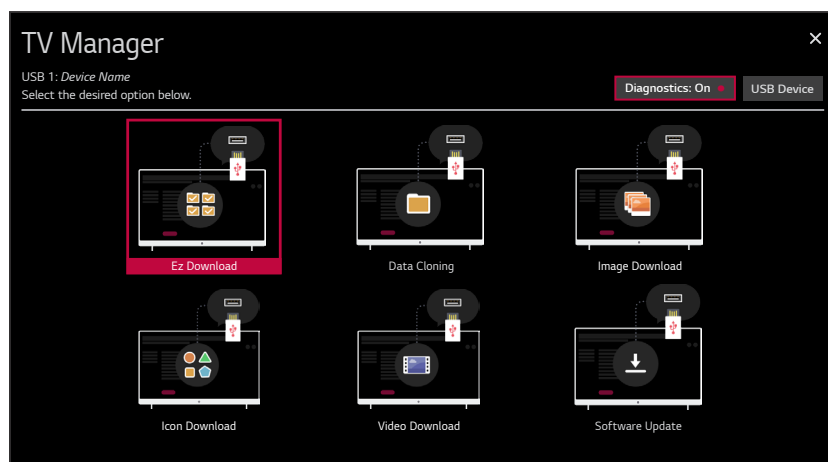 TV Manager
USB 1: Device Name
Select the desired option below.
Diagnostics: On
USB Device
Ez Download
Data Cloning
Image Download
Icon Download
Video Download
Software Update